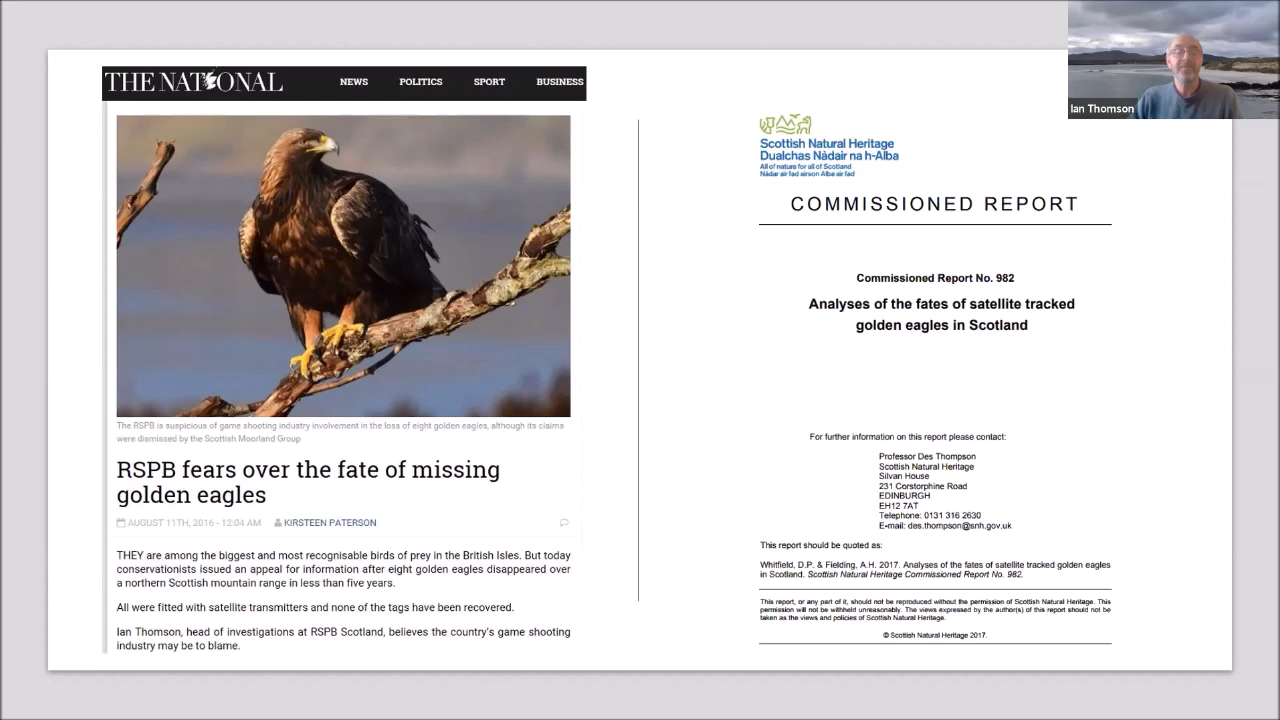 THE NATIONAL
NEWS POLITICS SPORT BUSINESS
The RSPB is suspicious of game shooting industry involvement in the loss of eight golden eagles, although its claims
were dismissed by the Scottish Moorland Group
RSPB fears over the fate of missing
golden eagles
AUGUST 11TH, 2016 - 12:04 AM KIRSTEEN PATERSON
THEY are among the biggest and most recognisable birds of prey in the British Isles. But today
conservationists issued an appeal for information after eight golden eagles disappeared over
a northern Scottish mountain range in less than five years.
All were fitted with satellite transmitters and none of the tags have been recovered.
Ian Thomson, head of investigations at RSPB Scotland, believes the country's game shooting
industry may be to blame.
Scottish Natural Heritage
Dualchas Nàdair na h-Alba
All of nature for all of Scotland
Nàdar air fad airson Alba air fad
COMMISSIONED REPORT
Commissioned Report No. 982
Analyses of the fates of satellite tracked
golden eagles in Scotland
For further information on this report please contact:
Professor Des Thompson
Scottish Natural Heritage
Silvan House
231 Corstorphine Road
EDINBURGH
EH12 7AT
Telephone: 0131 316 2630
E-mail: des.thompson@snh.gov.uk
This report should be quoted as:
Whitfield, D.P. & Fielding, A.H. 2017. Analyses of the fates of satellite tracked golden eagles
in Scotland. Scottish Natural Heritage Commissioned Report No. 982.
This report, or any part of it, should not be reproduced without the permission of Scottish Natural Heritage. This
permission will not be withheld unreasonably. The views expressed by the author(s) of this report should not be
taken as the views and policies of Scottish Natural Heritage.
© Scottish Natural Heritage 2017.
Ian Thomson